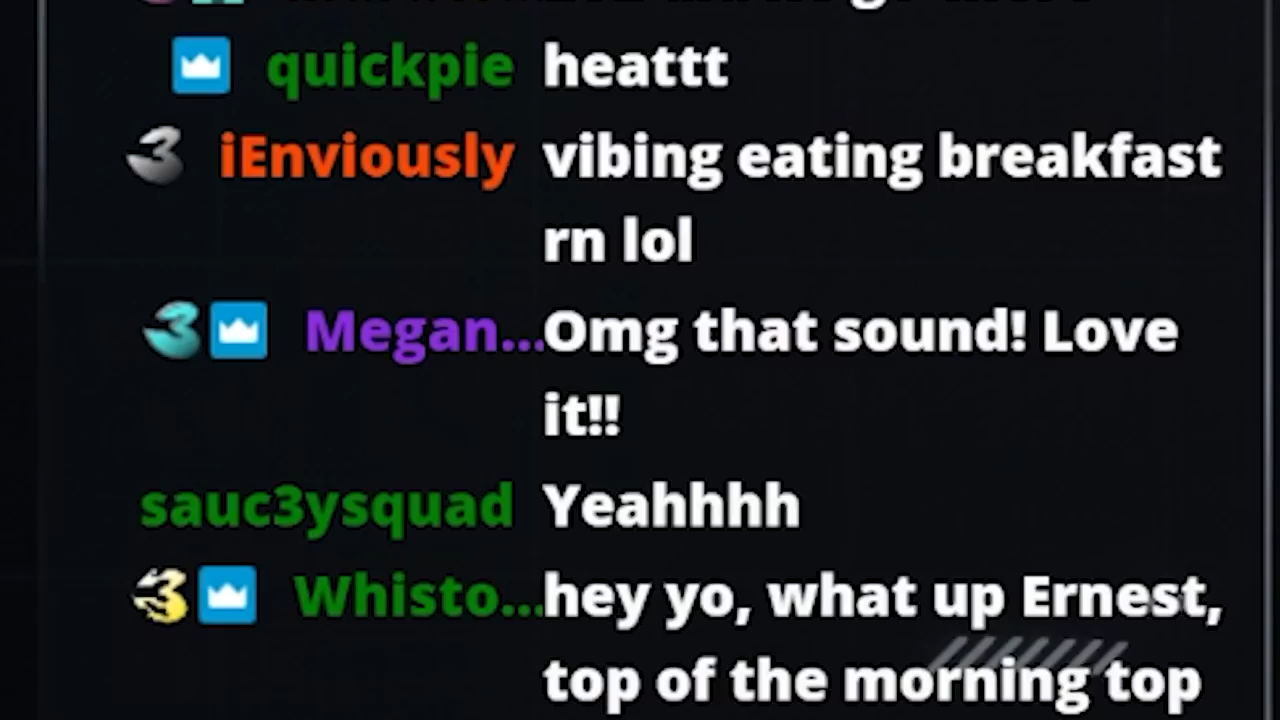 quickpie heattt
iEnviously vibing eating breakfast
rn lol
Megan... Omg that sound! Love
it!!
sauc3ysquad Yeahhhh
Whisto... hey yo, what up Ernest,
top of the morning top